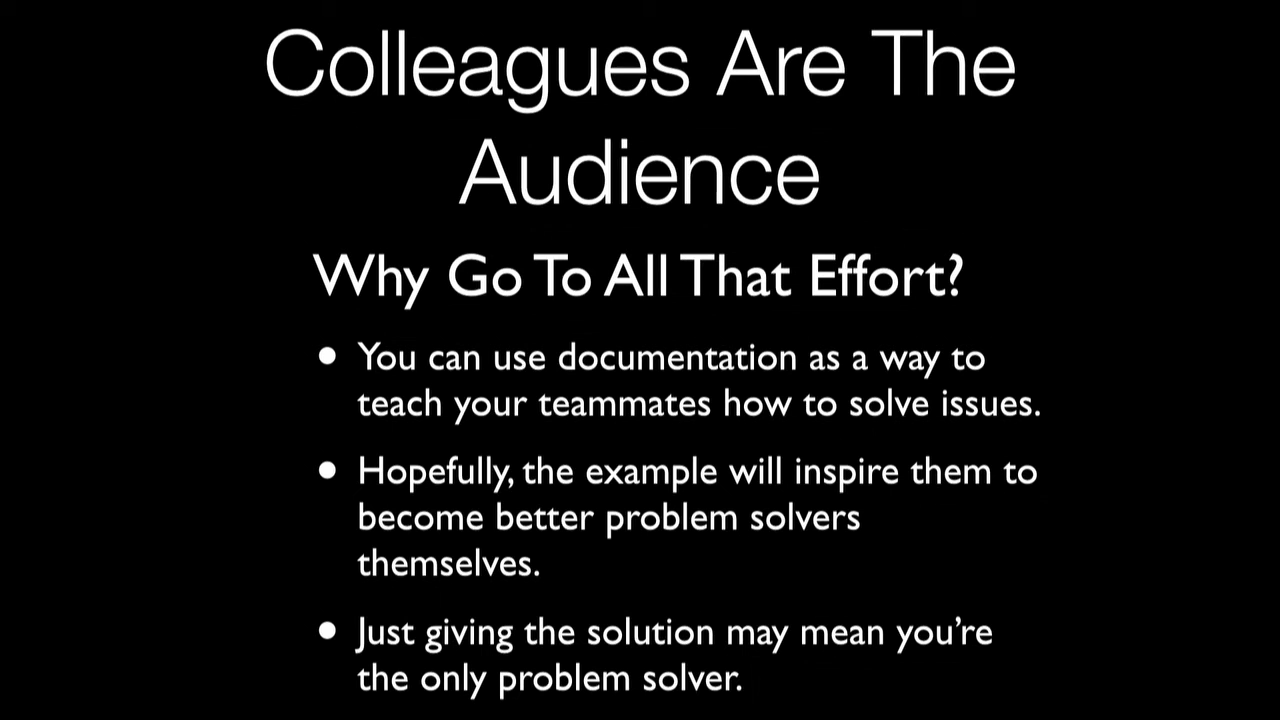 Colleagues Are The
Audience
Why Go To All That Effort?
• You can use documentation as a way to
teach your teammates how to solve issues.
• Hopefully, the example will inspire them to
become better problem solvers
themselves.
• Just giving the solution may mean you’re
the only problem solver.